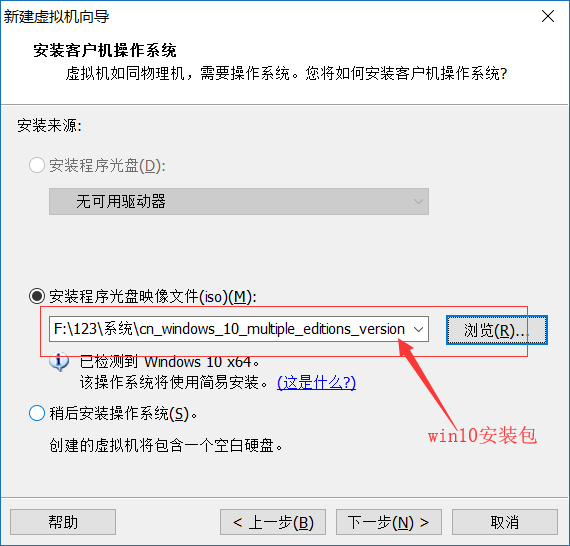 新建虚拟机向导
安装客户机操作系统
虚拟机如同物理机，需要操作系统。您将如何安装客户机操作系统?
安装来源:
安装程序光盘(D):
无可用驱动器
安装程序光盘映像文件(iso)(M):
F:\123\系统\cn_windows_10_multiple_editions_version
浏览(R)...
已检测到 Windows 10 x64。
该操作系统将使用简易安装。 (这是什么?)
win10安装包
稍后安装操作系统(S)。
创建的虚拟机将包含一个空白硬盘。
帮助
< 上一步(B)
下一步(N) >
取消